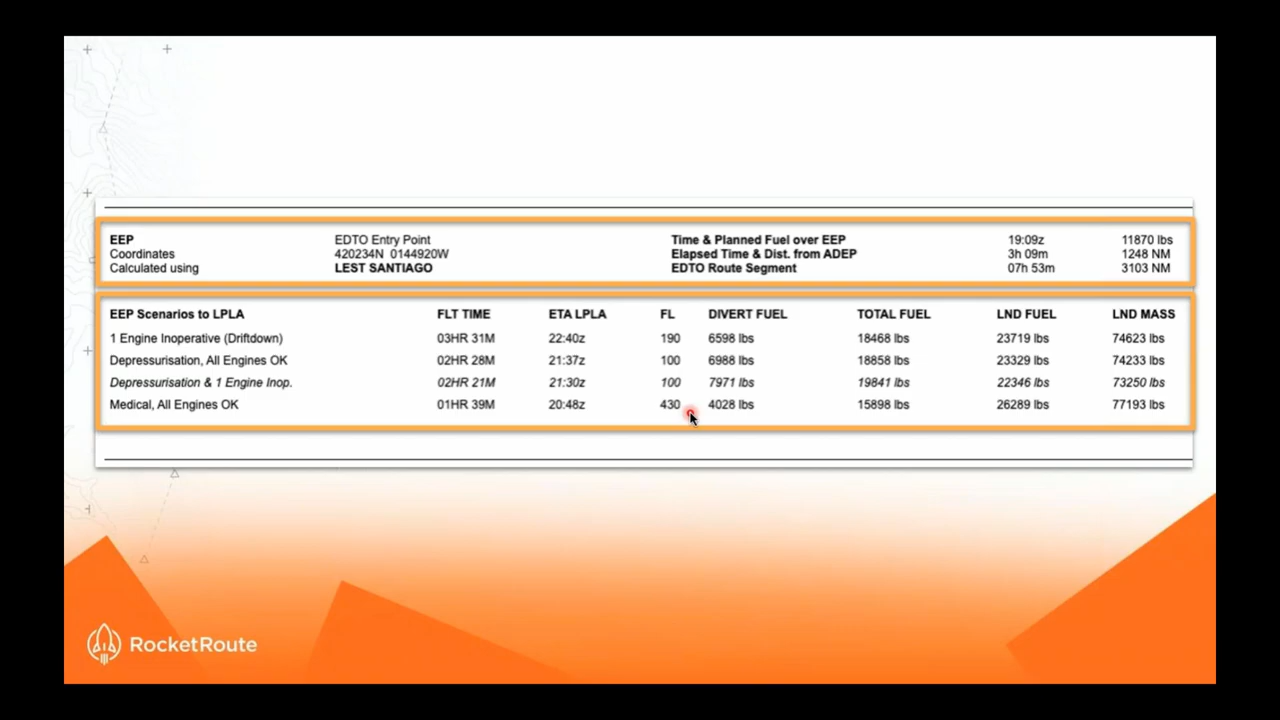 EEP EDTO Entry Point Time & Planned Fuel over EEP 19:09z 11870 lbs
Coordinates 420234N 0144920W Elapsed Time & Dist. from ADEP 3h 09m 1248 NM
Calculated using LEST SANTIAGO EDTO Route Segment 07h 53m 3103 NM
EEP Scenarios to LPLA FLT TIME ETA LPLA FL DIVERT FUEL TOTAL FUEL LND FUEL LND MASS
1 Engine Inoperative (Driftdown) 03HR 31M 22:40z 190 6598 lbs 18468 lbs 23719 lbs 74623 lbs
Depressurisation, All Engines OK 02HR 28M 21:37z 100 6988 lbs 18858 lbs 23329 lbs 74233 lbs
Depressurisation & 1 Engine Inop. 02HR 21M 21:30z 100 7971 lbs 19841 lbs 22346 lbs 73250 lbs
Medical, All Engines OK 01HR 39M 20:48z 430 4028 lbs 15898 lbs 26289 lbs 77193 lbs
RocketRoute